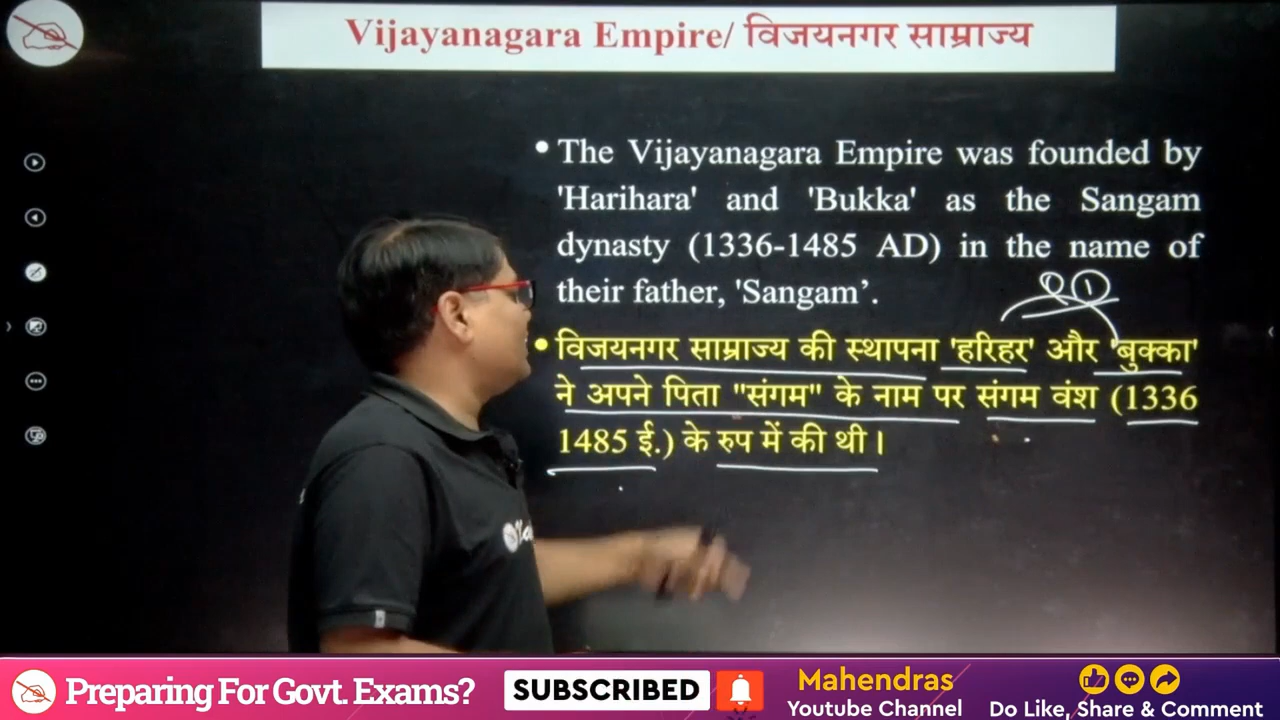 Vijayanagara Empire/ विजयनगर साम्राज्य
• The Vijayanagara Empire was founded by
'Harihara' and 'Bukka' as the Sangam
dynasty (1336-1485 AD) in the name of
their father, 'Sangam’.
• विजयनगर साम्राज्य की स्थापना 'हरिहर' और 'बुक्का'
ने अपने पिता "संगम" के नाम पर संगम वंश (1336
1485 ई.) के रुप में की थी।
Preparing For Govt. Exams?
SUBSCRIBED
Mahendras
Youtube Channel
Do Like, Share & Comment